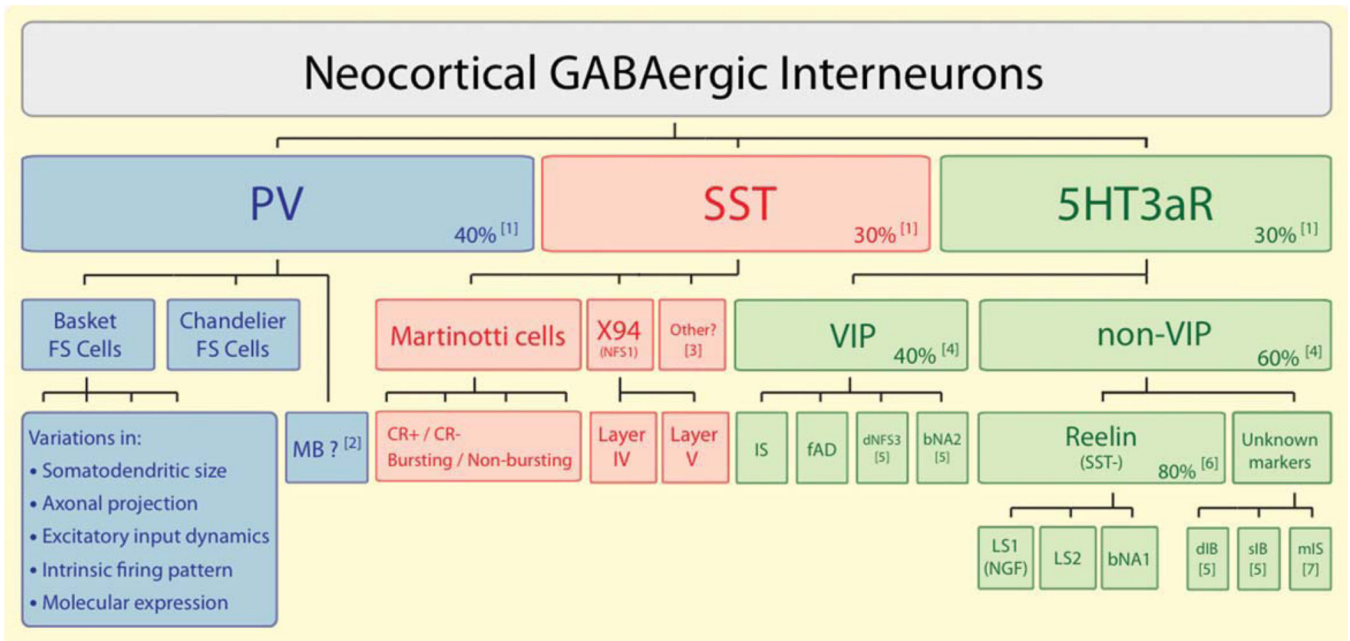 Neocortical GABAergic Interneurons
PV
40% [1]
SST
30% [1]
5HT3aR
30% [1]
Basket
FS Cells
Chandelier
FS Cells
Martinotti cells
X94
(NFS1)
Other?
[3]
VIP
40% [4]
non-VIP
60% [4]
Variations in:
• Somatodendritic size
• Axonal projection
• Excitatory input dynamics
• Intrinsic firing pattern
• Molecular expression
MB ? [2]
CR+ / CR-
Bursting / Non-bursting
Layer
IV
Layer
V
IS
fAD
dNFS3
[5]
bNA2
[5]
Reelin
(SST-)
80% [6]
Unknown
markers
LS1
(NGF)
LS2
bNA1
dIB
[5]
sIB
[5]
mIS
[7]